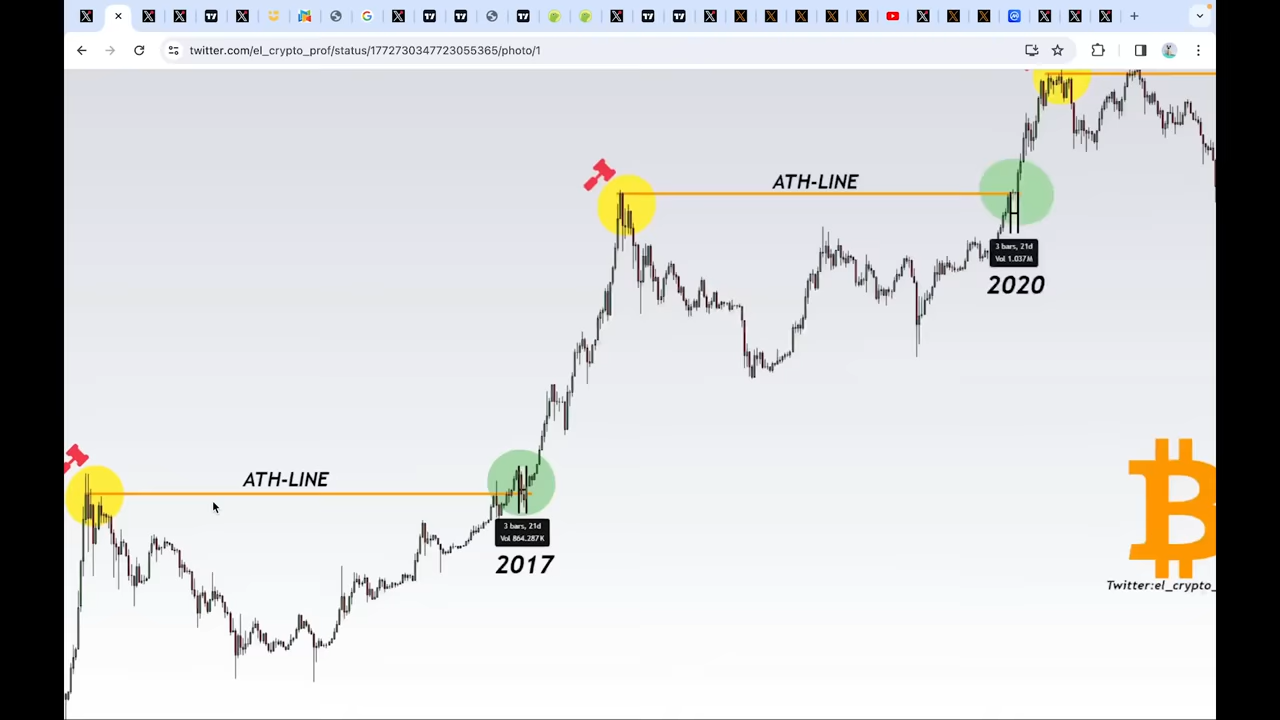 twitter.com/el_crypto_prof/status/1772730347723055365/photo/1
ATH-LINE
3 bars, 21d
Vol 1.037M
2020
ATH-LINE
3 bars, 21d
Vol 864.287K
2017
Twitter:el_crypto_